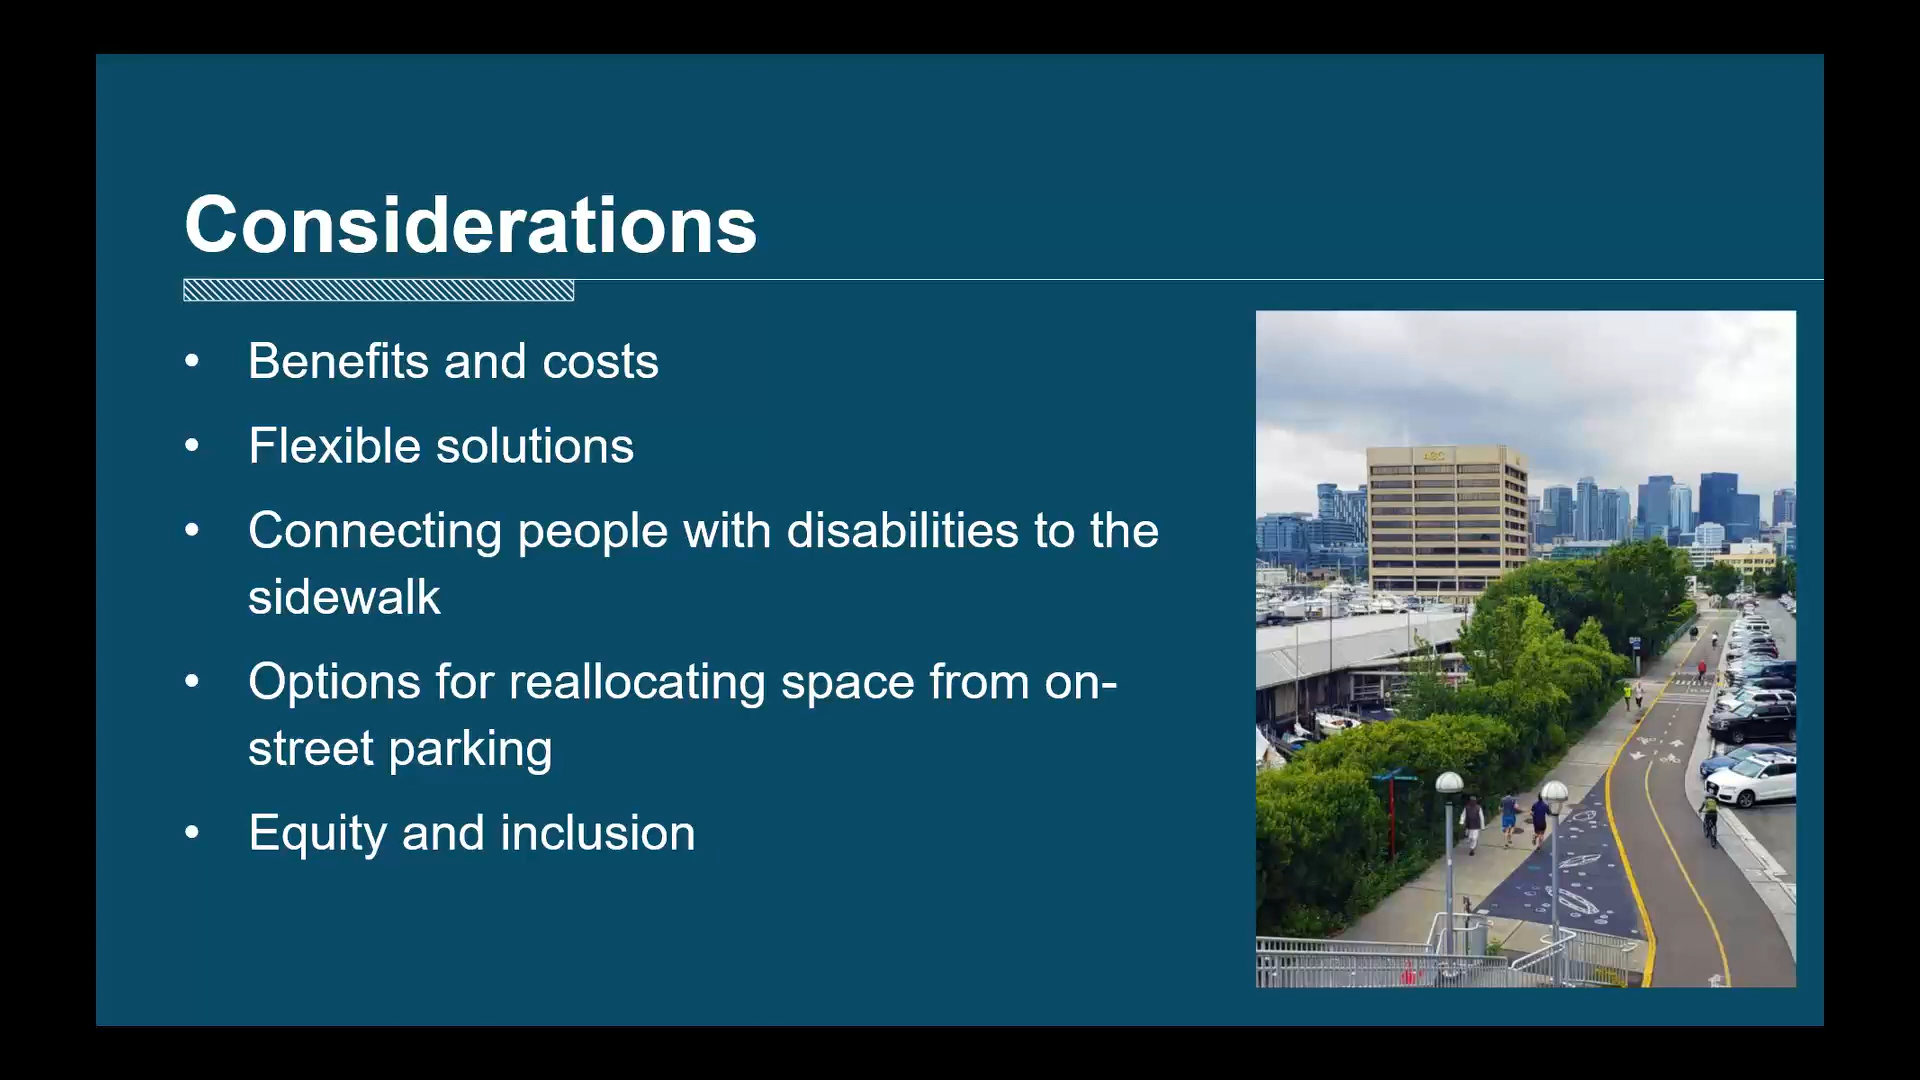 Considerations
• Benefits and costs
• Flexible solutions
• Connecting people with disabilities to the
sidewalk
• Options for reallocating space from on-
street parking
• Equity and inclusion